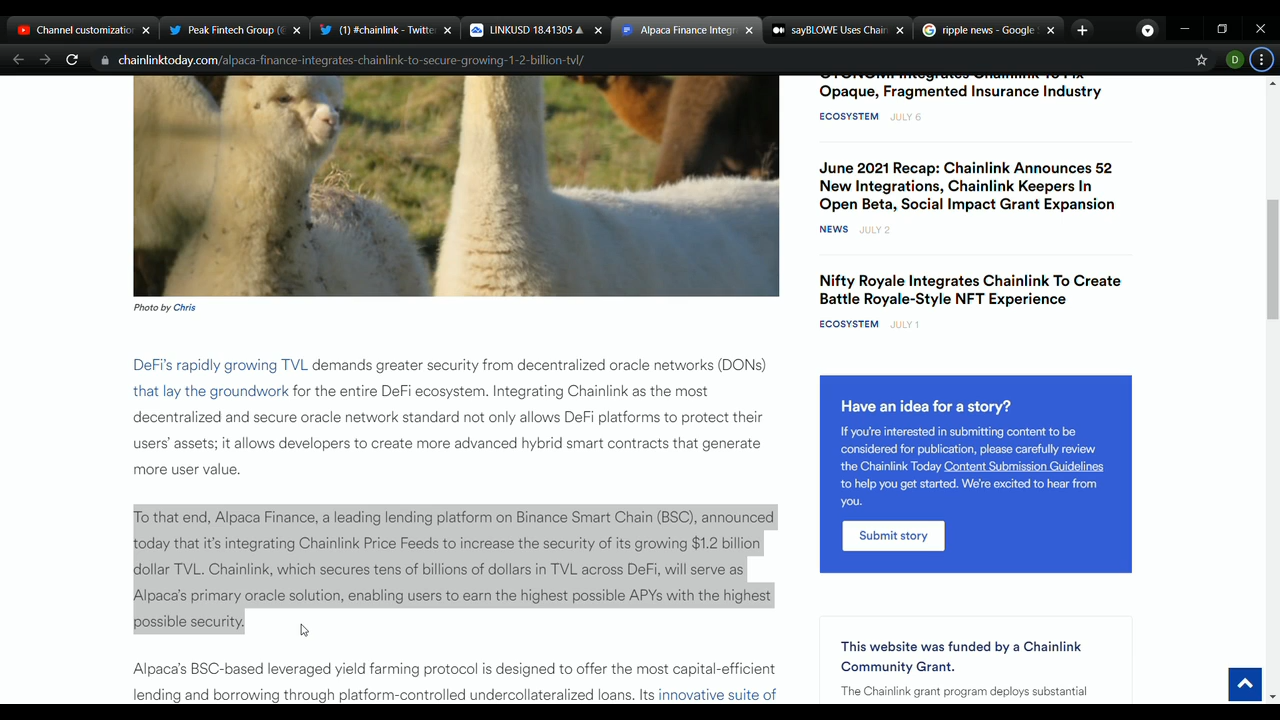 Channel customizatio
Peak Fintech Group (
(1) #chainlink - Twitte
LINKUSD 18.41305 ▲
Alpaca Finance Integr
sayBLOWE Uses Chain
ripple news - Google S
chainlinktoday.com/alpaca-finance-integrates-chainlink-to-secure-growing-1-2-billion-tvl/
D
Photo by Chris
DeFi's rapidly growing TVL demands greater security from decentralized oracle networks (DONs)
that lay the groundwork for the entire DeFi ecosystem. Integrating Chainlink as the most
decentralized and secure oracle network standard not only allows DeFi platforms to protect their
users' assets; it allows developers to create more advanced hybrid smart contracts that generate
more user value.
To that end, Alpaca Finance, a leading lending platform on Binance Smart Chain (BSC), announced
today that it's integrating Chainlink Price Feeds to increase the security of its growing $1.2 billion
dollar TVL. Chainlink, which secures tens of billions of dollars in TVL across DeFi, will serve as
Alpaca's primary oracle solution, enabling users to earn the highest possible APYs with the highest
possible security.
Alpaca's BSC-based leveraged yield farming protocol is designed to offer the most capital-efficient
lending and borrowing through platform-controlled undercollateralized loans. Its innovative suite of
OTONOMI Integrates Chainlink To Fix
Opaque, Fragmented Insurance Industry
ECOSYSTEM JULY 6
June 2021 Recap: Chainlink Announces 52
New Integrations, Chainlink Keepers In
Open Beta, Social Impact Grant Expansion
NEWS JULY 2
Nifty Royale Integrates Chainlink To Create
Battle Royale-Style NFT Experience
ECOSYSTEM JULY 1
Have an idea for a story?
If you're interested in submitting content to be
considered for publication, please carefully review
the Chainlink Today Content Submission Guidelines
to help you get started. We're excited to hear from
you.
Submit story
This website was funded by a Chainlink
Community Grant.
The Chainlink grant program deploys substantial